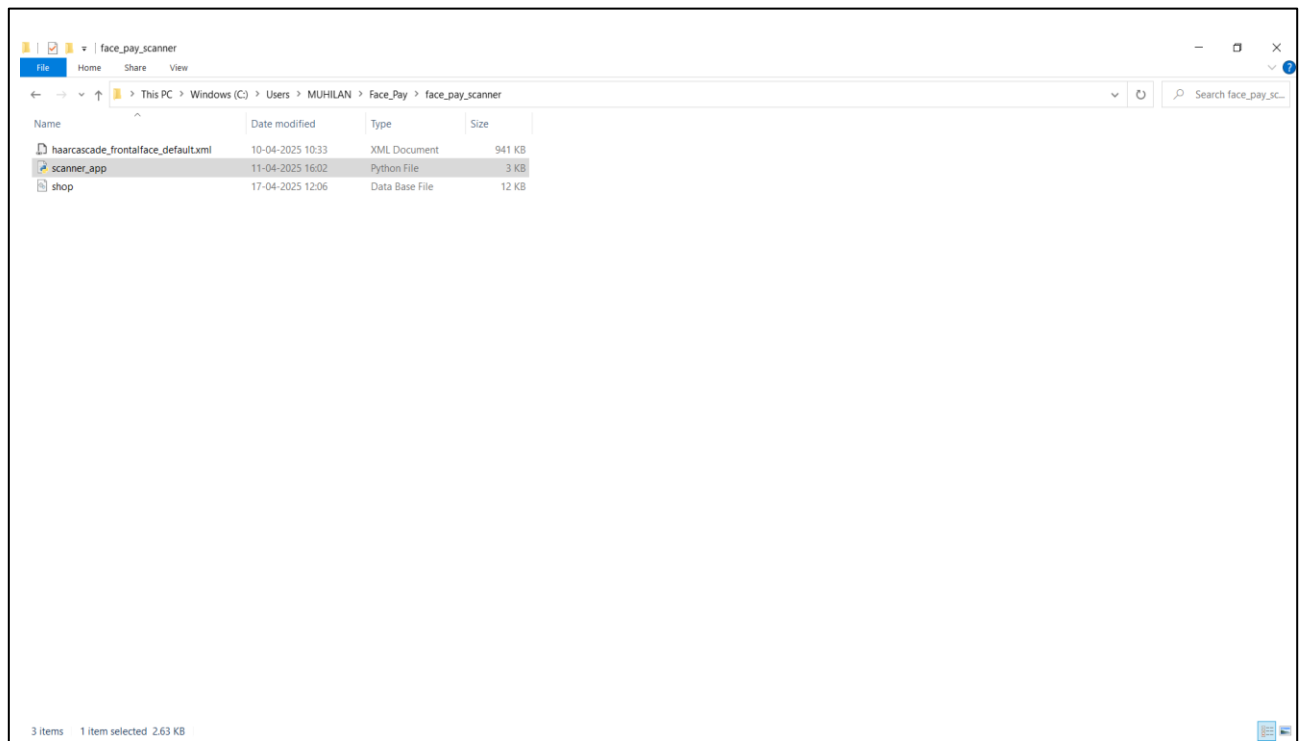 face_pay_scanner
File Home Share View
This PC > Windows (C:) > Users > MUHILAN > Face_Pay > face_pay_scanner
Search face_pay_sc...
Name Date modified Type Size
haarcascade_frontalface_default.xml 10-04-2025 10:33 XML Document 941 KB
scanner_app 11-04-2025 16:02 Python File 3 KB
shop 17-04-2025 12:06 Data Base File 12 KB
3 items 1 item selected 2.63 KB